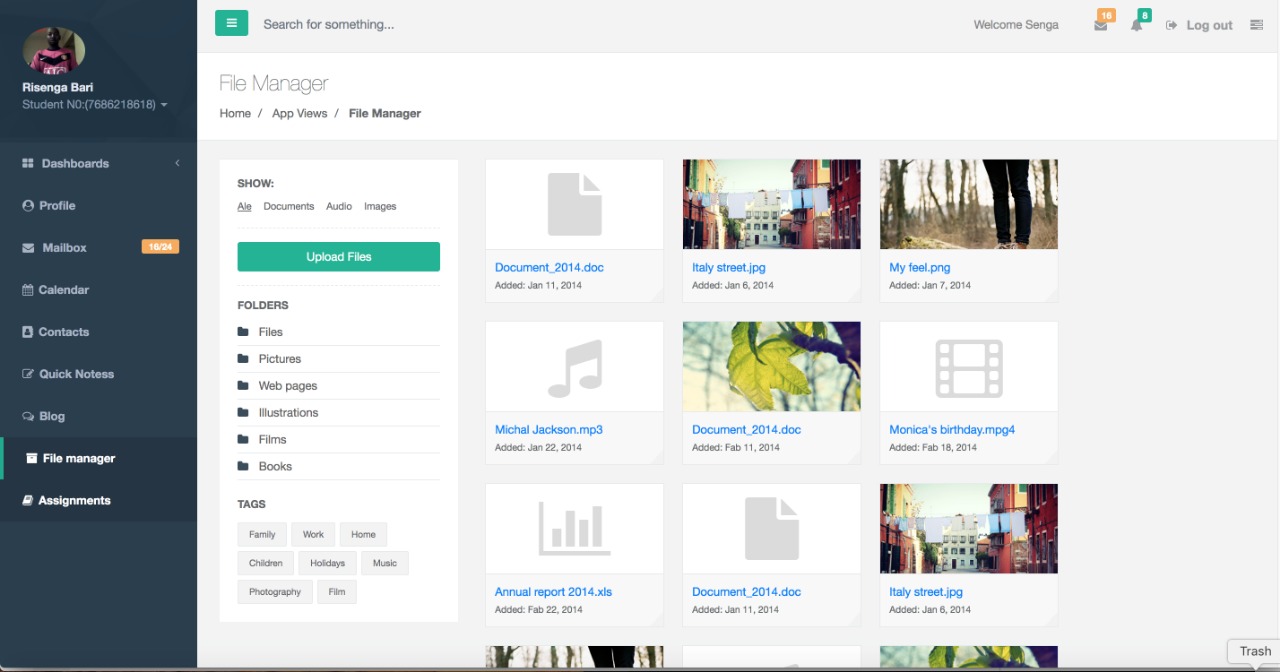 Risenga Bari
Student N0:(7686218618)
Dashboards
Profile
Mailbox 16/24
Calendar
Contacts
Quick Notess
Blog
File manager
Assignments
Search for something...
Welcome Senga 16 8 Log out
File Manager
Home / App Views / File Manager
SHOW:
Ale Documents Audio Images
Upload Files
FOLDERS
Files
Pictures
Web pages
Illustrations
Films
Books
TAGS
Family Work Home
Children Holidays Music
Photography Film
Document_2014.doc
Added: Jan 11, 2014
Italy street.jpg
Added: Jan 6, 2014
My feel.png
Added: Jan 7, 2014
Michal Jackson.mp3
Added: Jan 22, 2014
Document_2014.doc
Added: Fab 11, 2014
Monica's birthday.mpg4
Added: Fab 18, 2014
Annual report 2014.xls
Added: Fab 22, 2014
Document_2014.doc
Added: Jan 11, 2014
Italy street.jpg
Added: Jan 6, 2014
Trash